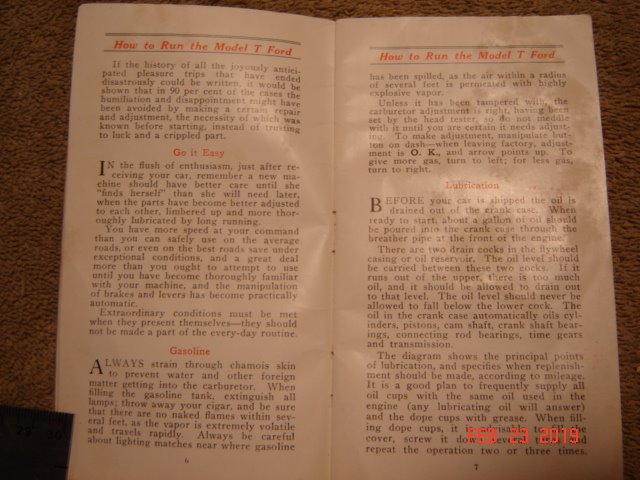 How to Run the Model T Ford
If the history of all the joyously antici-
pated pleasure trips that have ended
disastrously could be written, it would be
shown that in 90 per cent of the cases the
humiliation and disappointment might have
been avoided by making a certain repair
and adjustment, the necessity of which was
known before starting, instead of trusting
to luck and a crippled part.
Go it Easy
IN the flush of enthusiasm, just after re-
ceiving your car, remember a new ma-
chine should have better care until she
"finds herself" than she will need later,
when the parts have become better adjusted
to each other, limbered up and more thor-
oughly lubricated by long running.
You have more speed at your command
than you can safely use on the average
roads, or even on the best roads save under
exceptional conditions, and a great deal
more than you ought to attempt to use
until you have become thoroughly familiar
with your machine, and the manipulation
of brakes and levers has become practically
automatic.
Extraordinary conditions must be met
when they present themselves—they should
not be made a part of the every-day routine.
Gasoline
ALWAYS strain through chamois skin
to prevent water and other foreign
matter getting into the carburetor. When
filling the gasoline tank, extinguish all
lamps; throw away your cigar, and be sure
that there are no naked flames within sev-
eral feet, as the vapor is extremely volatile
and travels rapidly. Always be careful
about lighting matches near where gasoline
6
How to Run the Model T Ford
has been spilled, as the air within a radius
of several feet is permeated with highly
explosive vapor.
Unless it has been tampered with, the
carburetor adjustment is right, having been
set by the head tester, so do not meddle
with it until you are certain it needs adjust-
ing. To make adjustment, manipulate but-
ton on dash—when leaving factory, adjust-
ment is O. K., and arrow points up. To
give more gas, turn to left; for less gas,
turn to right.
Lubrication
BEFORE your car is shipped the oil is
drained out of the crank case. When
ready to start, about a gallon of oil should
be poured into the crank case through the
breather pipe at the front of the engine.
There are two drain cocks in the flywheel
casing or oil reservoir. The oil level should
be carried between these two cocks. If it
runs out of the upper, there is too much
oil, and it should be allowed to drain out
to that level. The oil level should never be
allowed to fall below the lower cock. The
oil in the crank case automatically oils cyl-
inders, pistons, cam shaft, crank shaft bear-
ings, connecting rod bearings, time gears
and transmission.
The diagram shows the principal points
of lubrication, and specifies when replenish-
ment should be made, according to mileage.
It is a good plan to frequently supply all
oil cups with the same oil used in the
engine (any lubricating oil will answer)
and the dope cups with grease. When fill-
ing dope cups, it is advisable to fill the
cover, screw it down and
repeat the operation two or three times.
7
29 30
FEB 23 2019